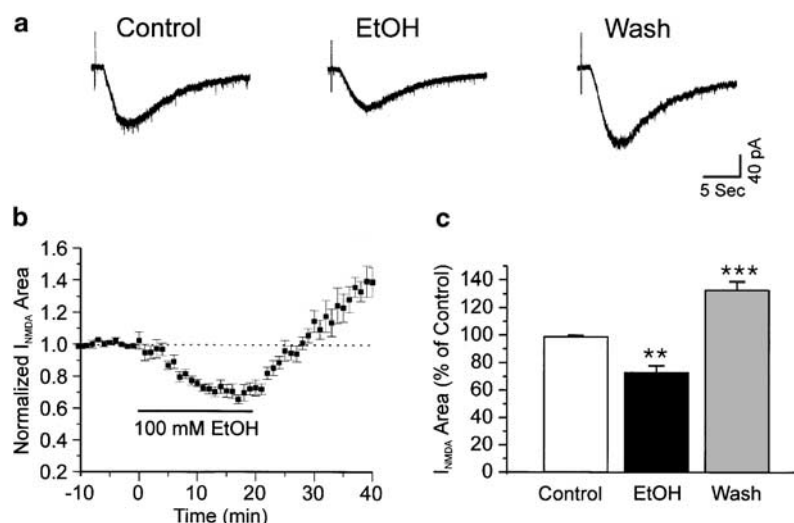 a
Control
EtOH
Wash
40 pA
5 Sec
b
Normalized I_NMDA Area
1.6
1.4
1.2
1.0
0.8
0.6
0.4
0.2
100 mM EtOH
-10
0
10
20
30
40
Time (min)
c
I_NMDA Area (% of Control)
140
120
100
80
60
40
20
0
**
***
Control
EtOH
Wash